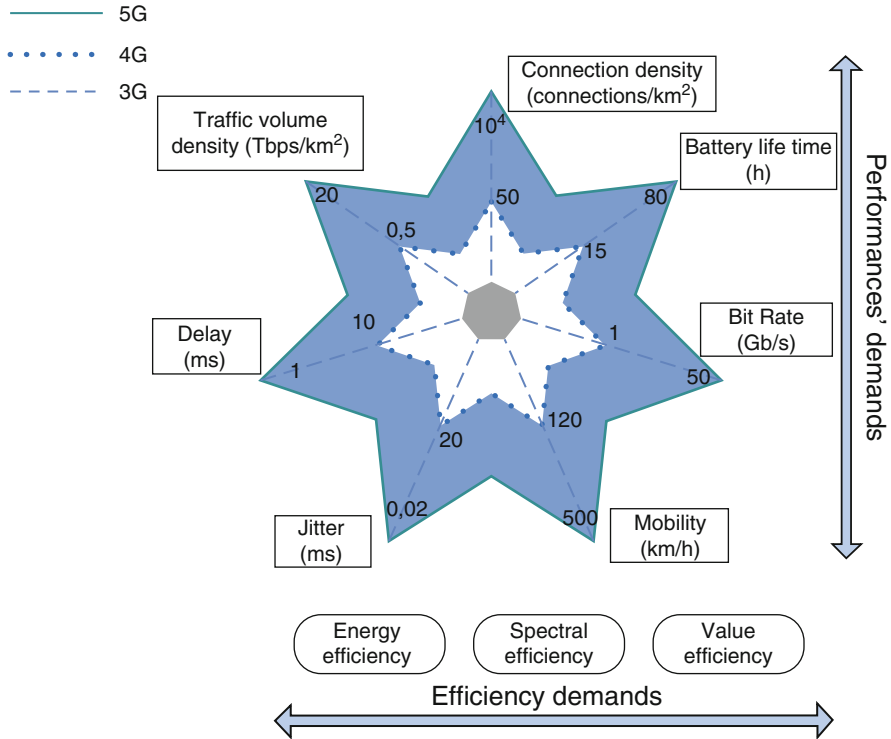 5G
4G
3G
Connection density
(connections/km²)
Traffic volume
density (Tbps/km²)
Battery life time
(h)
10⁴
20
50
80
0,5
15
Delay
(ms)
10
1
1
50
Bit Rate
(Gb/s)
20
120
0,02
500
Jitter
(ms)
Mobility
(km/h)
Performances' demands
Energy
efficiency
Spectral
efficiency
Value
efficiency
Efficiency demands